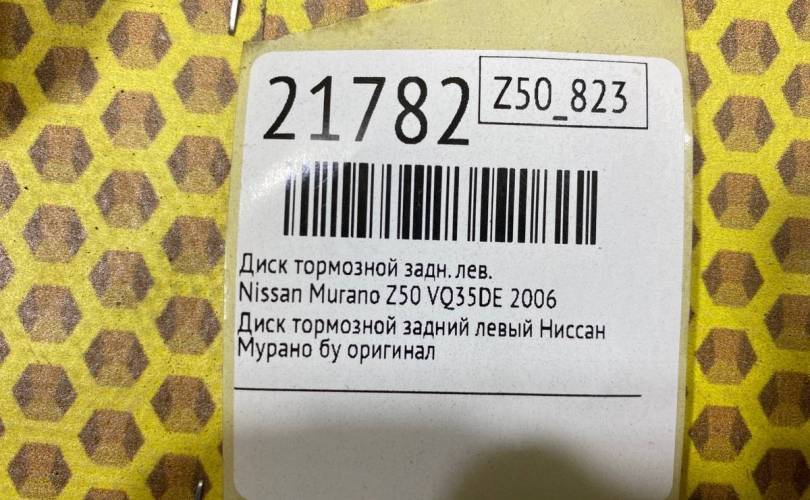 21782
Z50_823
Диск тормозной задн. лев.
Nissan Murano Z50 VQ35DE 2006
Диск тормозной задний левый Ниссан
Мурано бу оригинал